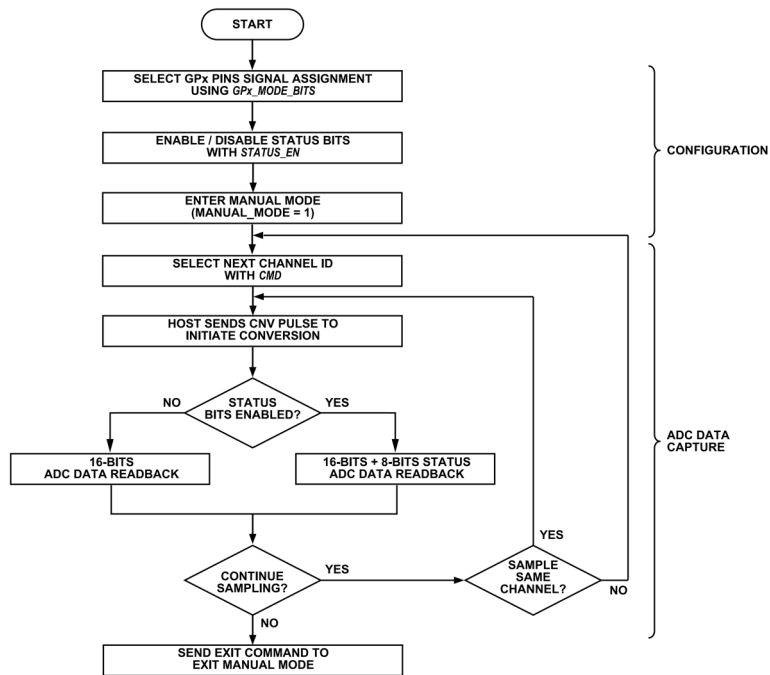 START
SELECT GPx PINS SIGNAL ASSIGNMENT
USING GPx_MODE_BITS
ENABLE / DISABLE STATUS BITS
WITH STATUS_EN
CONFIGURATION
ENTER MANUAL MODE
(MANUAL_MODE = 1)
SELECT NEXT CHANNEL ID
WITH CMD
HOST SENDS CNV PULSE TO
INITIATE CONVERSION
NO
STATUS
BITS ENABLED?
YES
ADC DATA
CAPTURE
16-BITS
ADC DATA READBACK
16-BITS + 8-BITS STATUS
ADC DATA READBACK
YES
CONTINUE
SAMPLING?
YES
SAMPLE
SAME
CHANNEL?
NO
NO
SEND EXIT COMMAND TO
EXIT MANUAL MODE